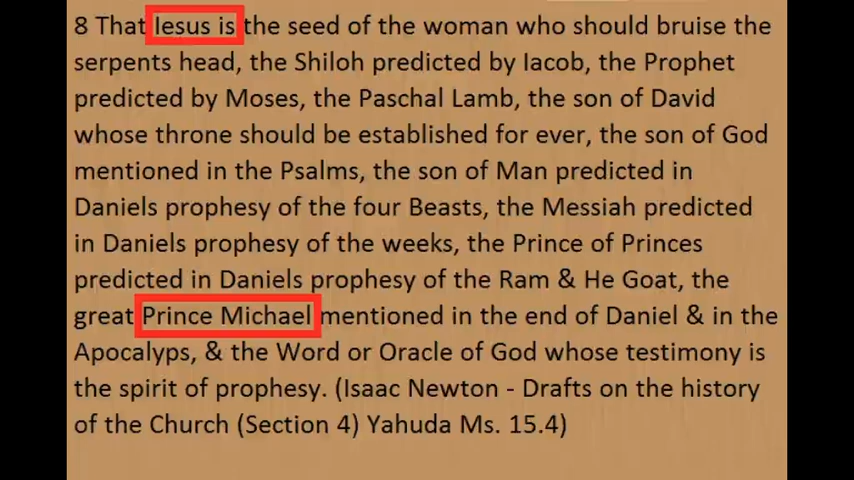 8 That Iesus is the seed of the woman who should bruise the
serpents head, the Shiloh predicted by Iacob, the Prophet
predicted by Moses, the Paschal Lamb, the son of David
whose throne should be established for ever, the son of God
mentioned in the Psalms, the son of Man predicted in
Daniels prophesy of the four Beasts, the Messiah predicted
in Daniels prophesy of the weeks, the Prince of Princes
predicted in Daniels prophesy of the Ram & He Goat, the
great Prince Michael mentioned in the end of Daniel & in the
Apocalyps, & the Word or Oracle of God whose testimony is
the spirit of prophesy. (Isaac Newton - Drafts on the history
of the Church (Section 4) Yahuda Ms. 15.4)